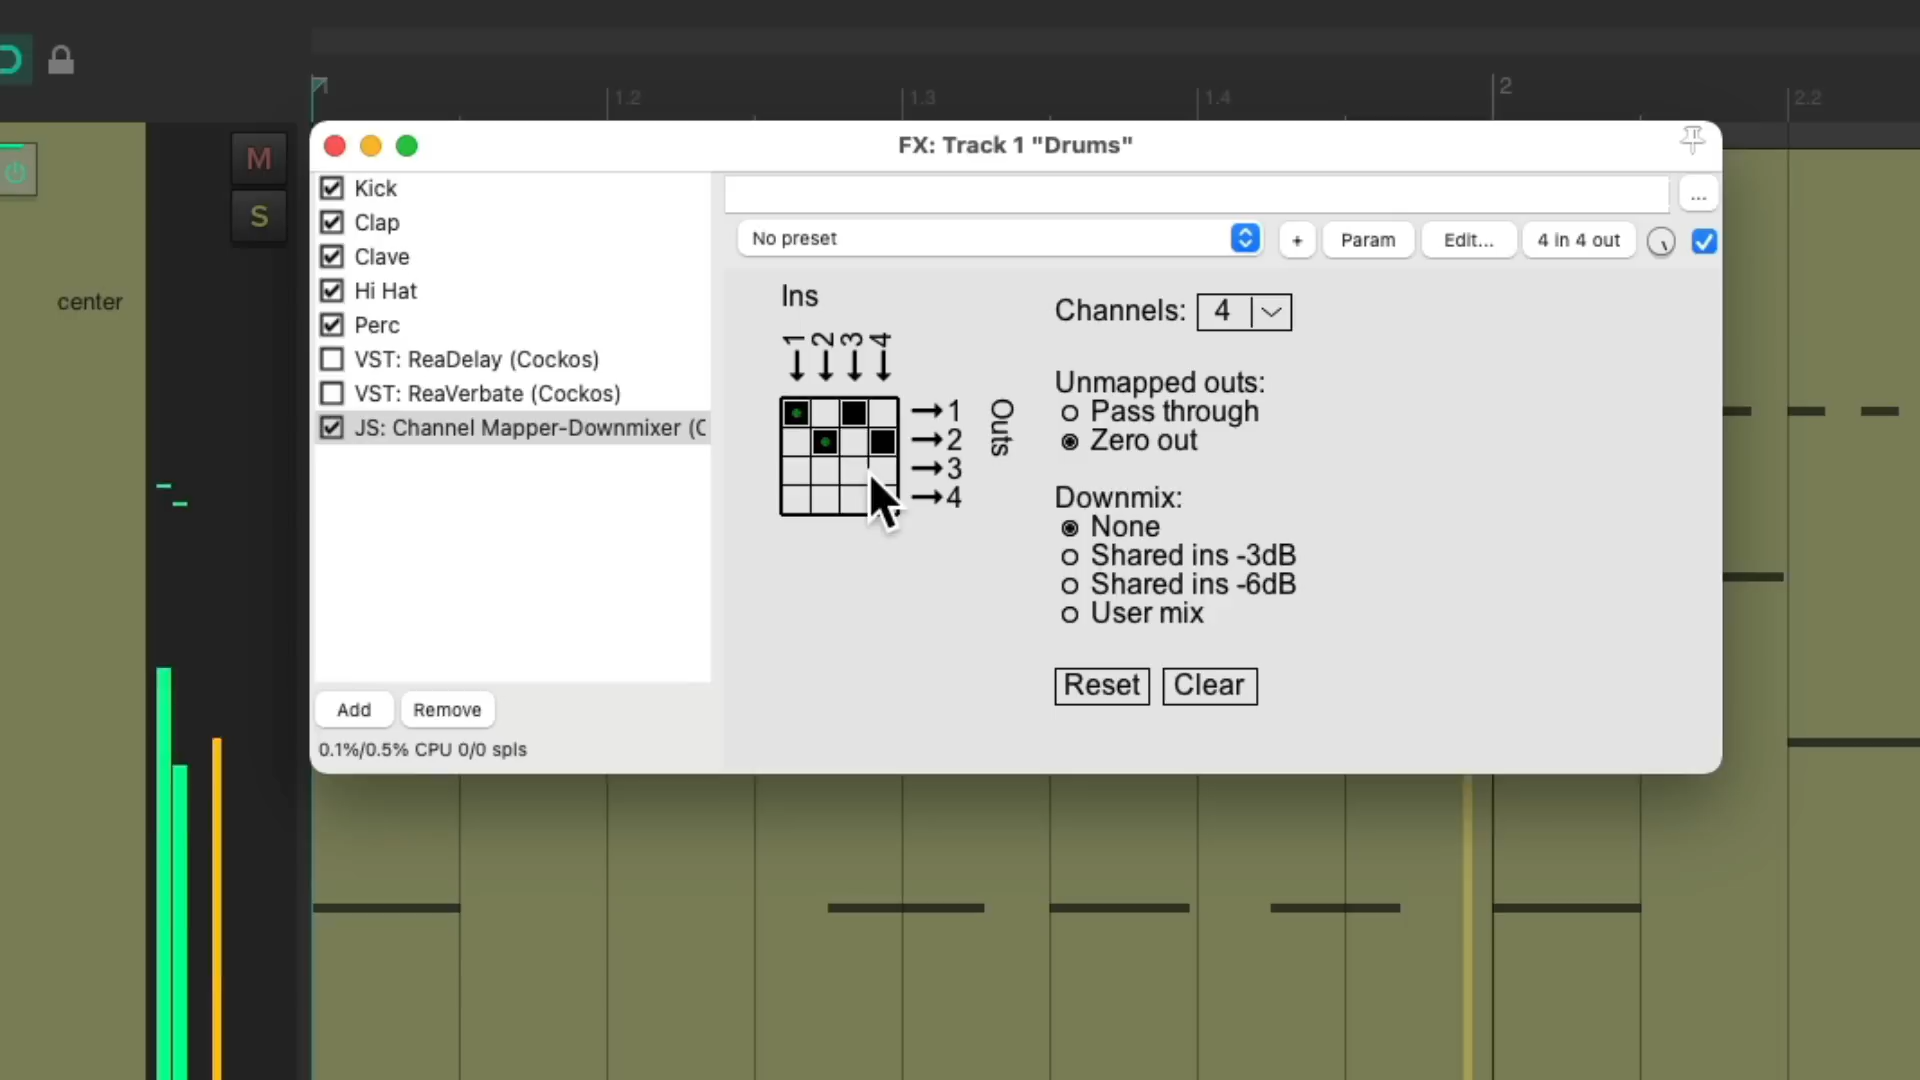 1.2
1.3
1.4
2
2.2
M
S
center
FX: Track 1 "Drums"
Kick
Clap
Clave
Hi Hat
Perc
VST: ReaDelay (Cockos)
VST: ReaVerbate (Cockos)
JS: Channel Mapper-Downmixer (C
Add
Remove
0.1%/0.5% CPU 0/0 spls
...
No preset
+
Param
Edit...
4 in 4 out
Ins
1 2 3 4
1
2
3
4
Outs
Channels: 4
Unmapped outs:
Pass through
Zero out
Downmix:
None
Shared ins -3dB
Shared ins -6dB
User mix
Reset
Clear